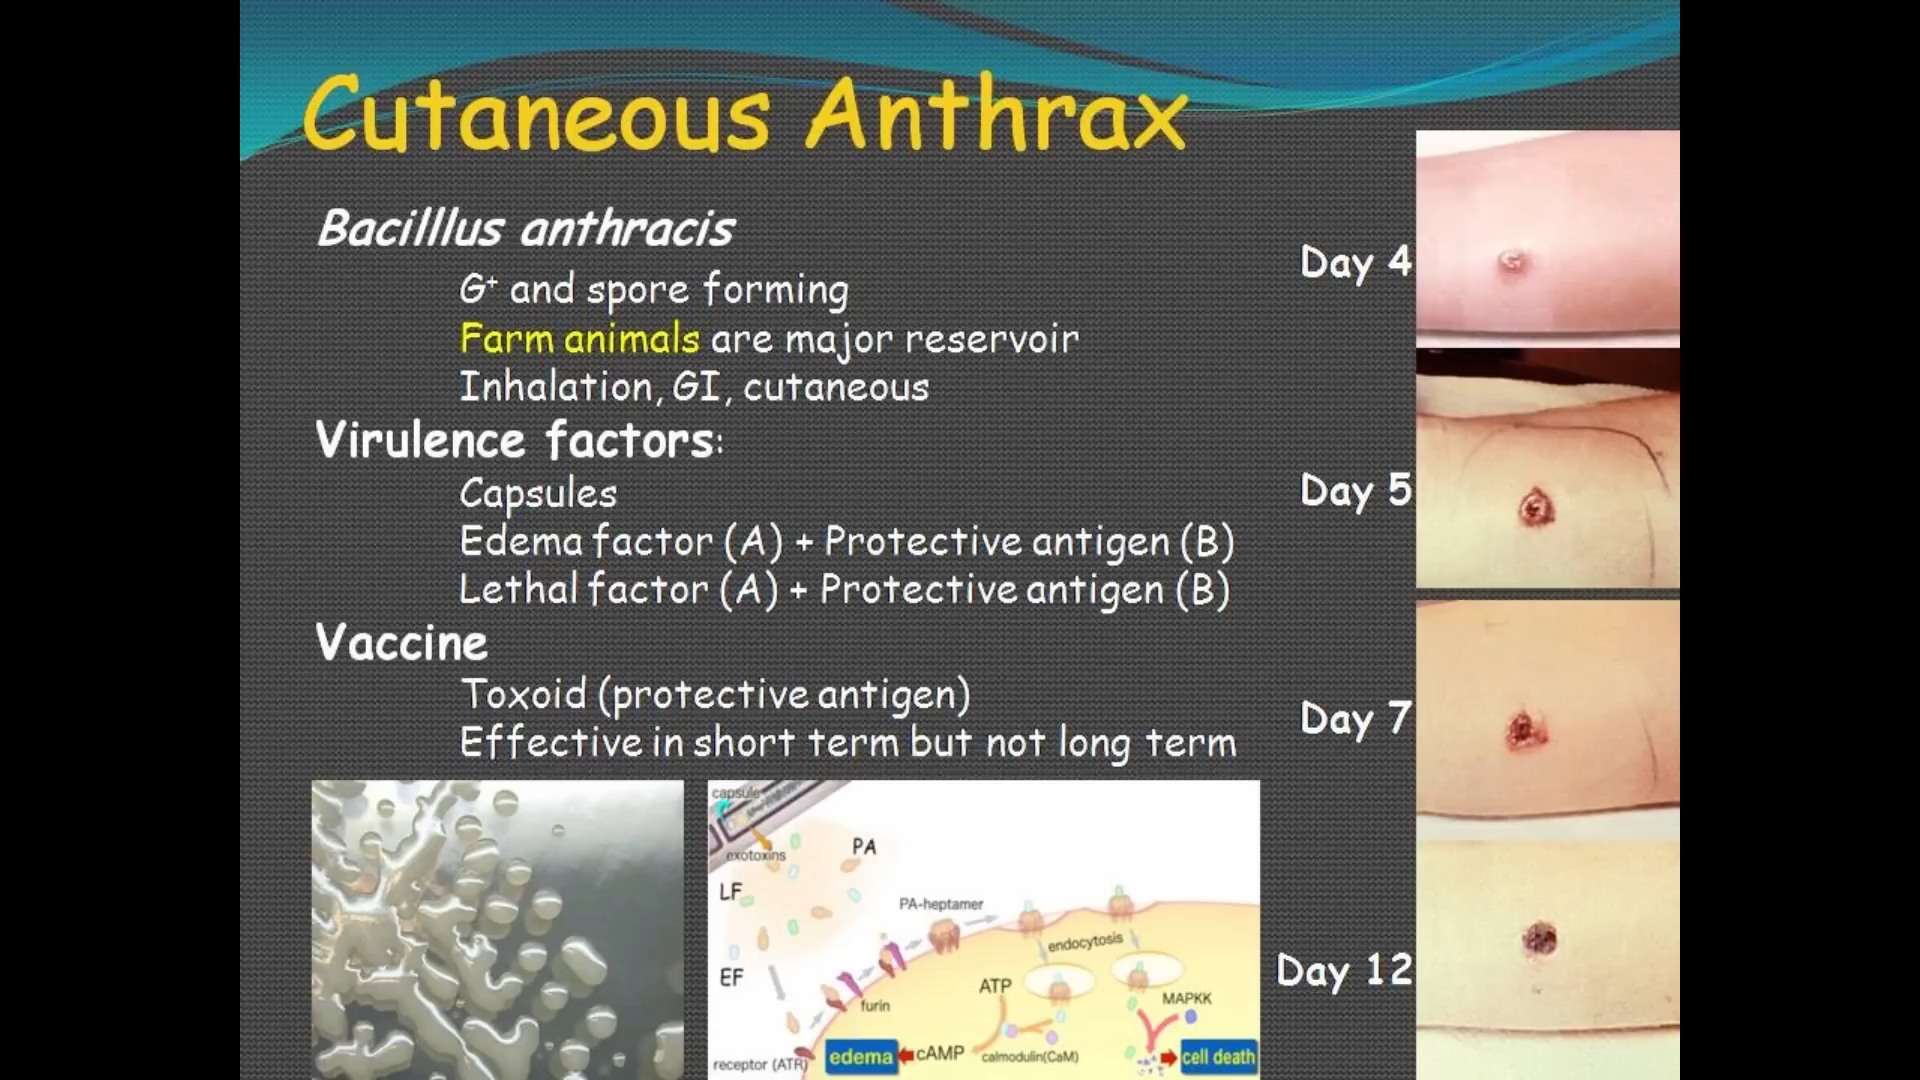 Cutaneous Anthrax
Bacilllus anthracis
G+ and spore forming
Farm animals are major reservoir
Inhalation, GI, cutaneous
Virulence factors:
Capsules
Edema factor (A) + Protective antigen (B)
Lethal factor (A) + Protective antigen (B)
Vaccine
Toxoid (protective antigen)
Effective in short term but not long term
Day 4
Day 5
Day 7
Day 12
capsule
exotoxins
PA
LF
PA-heptamer
endocytosis
EF
ATP
MAPKK
furin
receptor (ATR)
edema
cAMP
calmodulin(CaM)
cell death